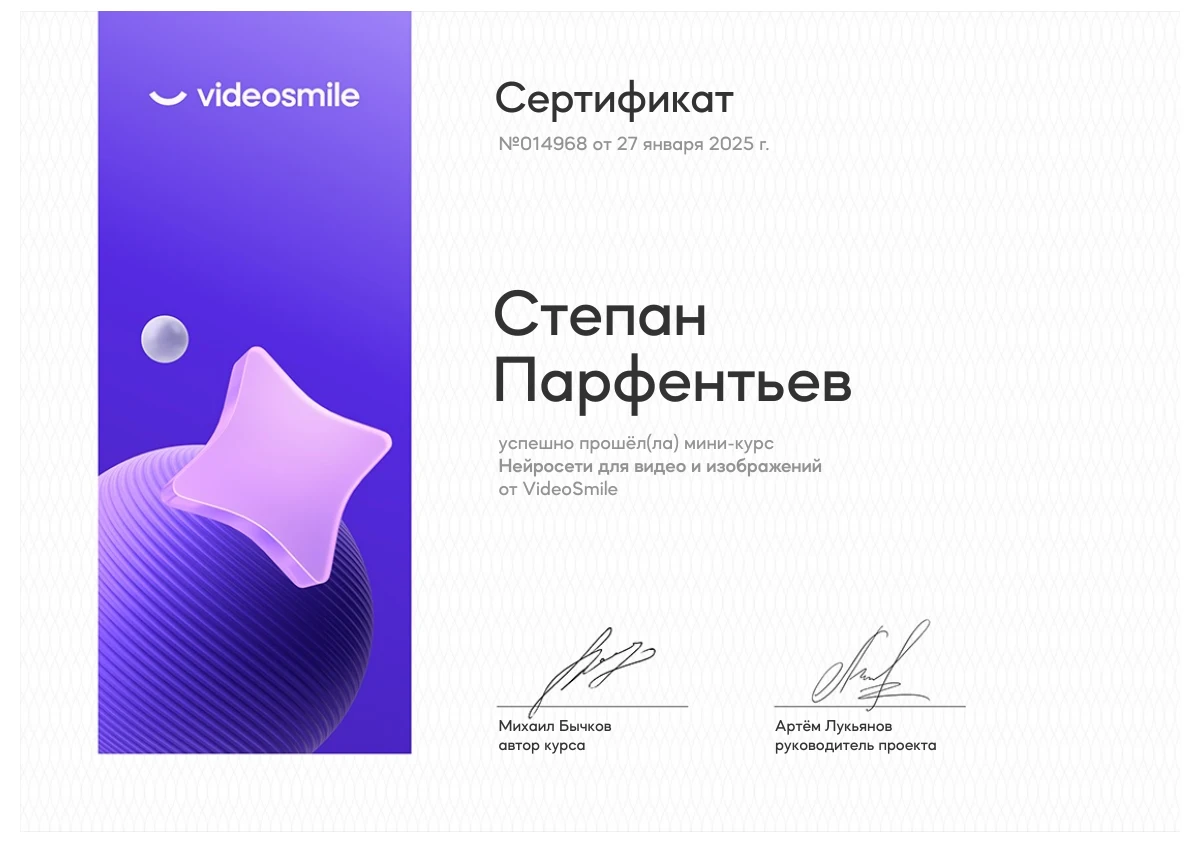 videosmile
Сертификат
№014968 от 27 января 2025 г.
Степан
Парфентьев
успешно прошёл(ла) мини-курс
Нейросети для видео и изображений
от VideoSmile
Михаил Бычков
автор курса
Артём Лукьянов
руководитель проекта